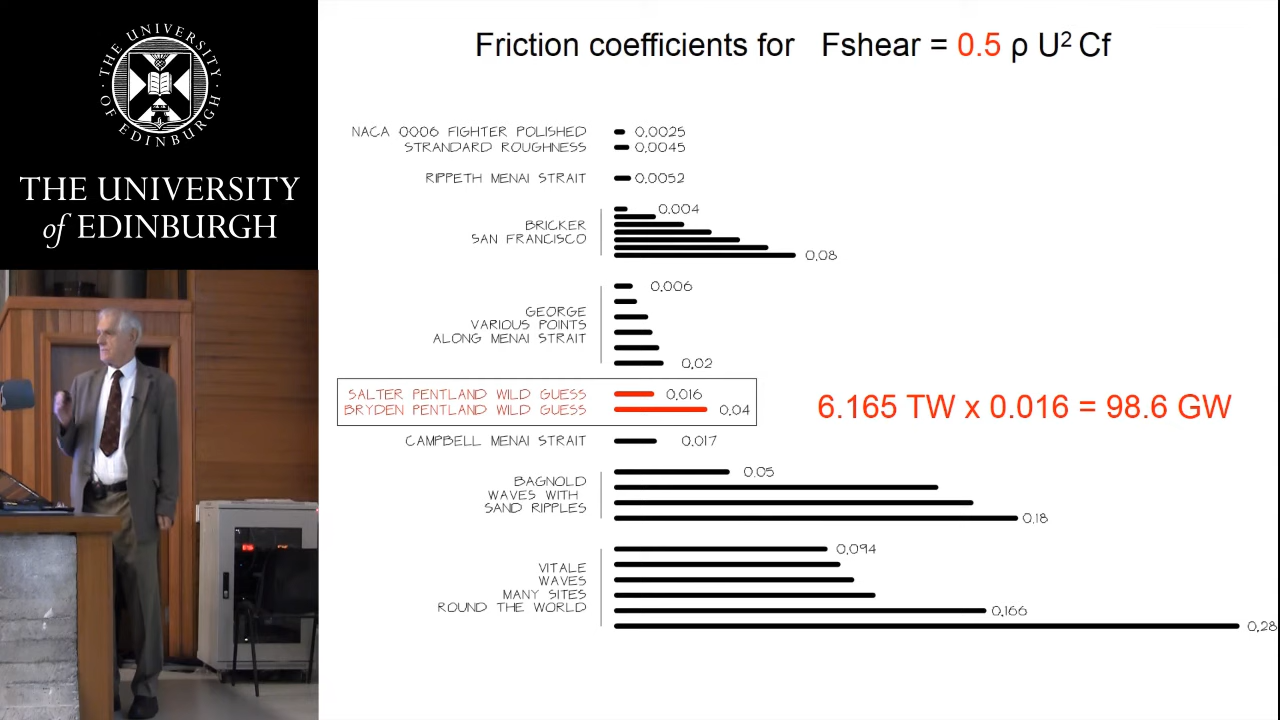 THE UNIVERSITY
OF EDINBURGH
THE UNIVERSITY
of EDINBURGH
Friction coefficients for Fshear = 0.5 ρ U² Cf
NACA 0006 FIGHTER POLISHED 0.0025
STRANDARD ROUGHNESS 0.0045
RIPPETH MENAI STRAIT 0.0052
0.004
BRICKER
SAN FRANCISCO
0.08
0.006
GEORGE
VARIOUS POINTS
ALONG MENAI STRAIT
0.02
SALTER PENTLAND WILD GUESS 0.016
BRYDEN PENTLAND WILD GUESS 0.04
6.165 TW x 0.016 = 98.6 GW
CAMPBELL MENAI STRAIT 0.017
0.05
BAGNOLD
WAVES WITH
SAND RIPPLES
0.18
0.094
VITALE
WAVES
MANY SITES
ROUND THE WORLD
0.166
0.28